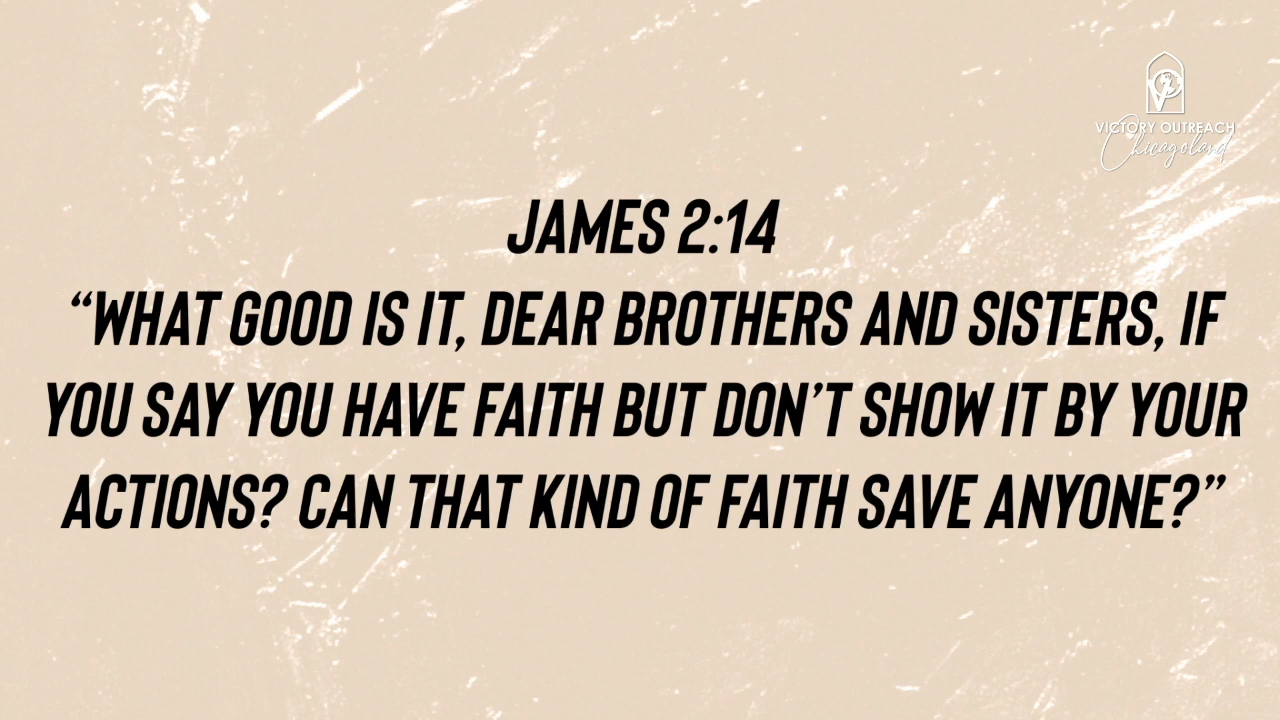 VICTORY OUTREACH
Chicagoland
JAMES 2:14
“WHAT GOOD IS IT, DEAR BROTHERS AND SISTERS, IF
YOU SAY YOU HAVE FAITH BUT DON’T SHOW IT BY YOUR
ACTIONS? CAN THAT KIND OF FAITH SAVE ANYONE?”